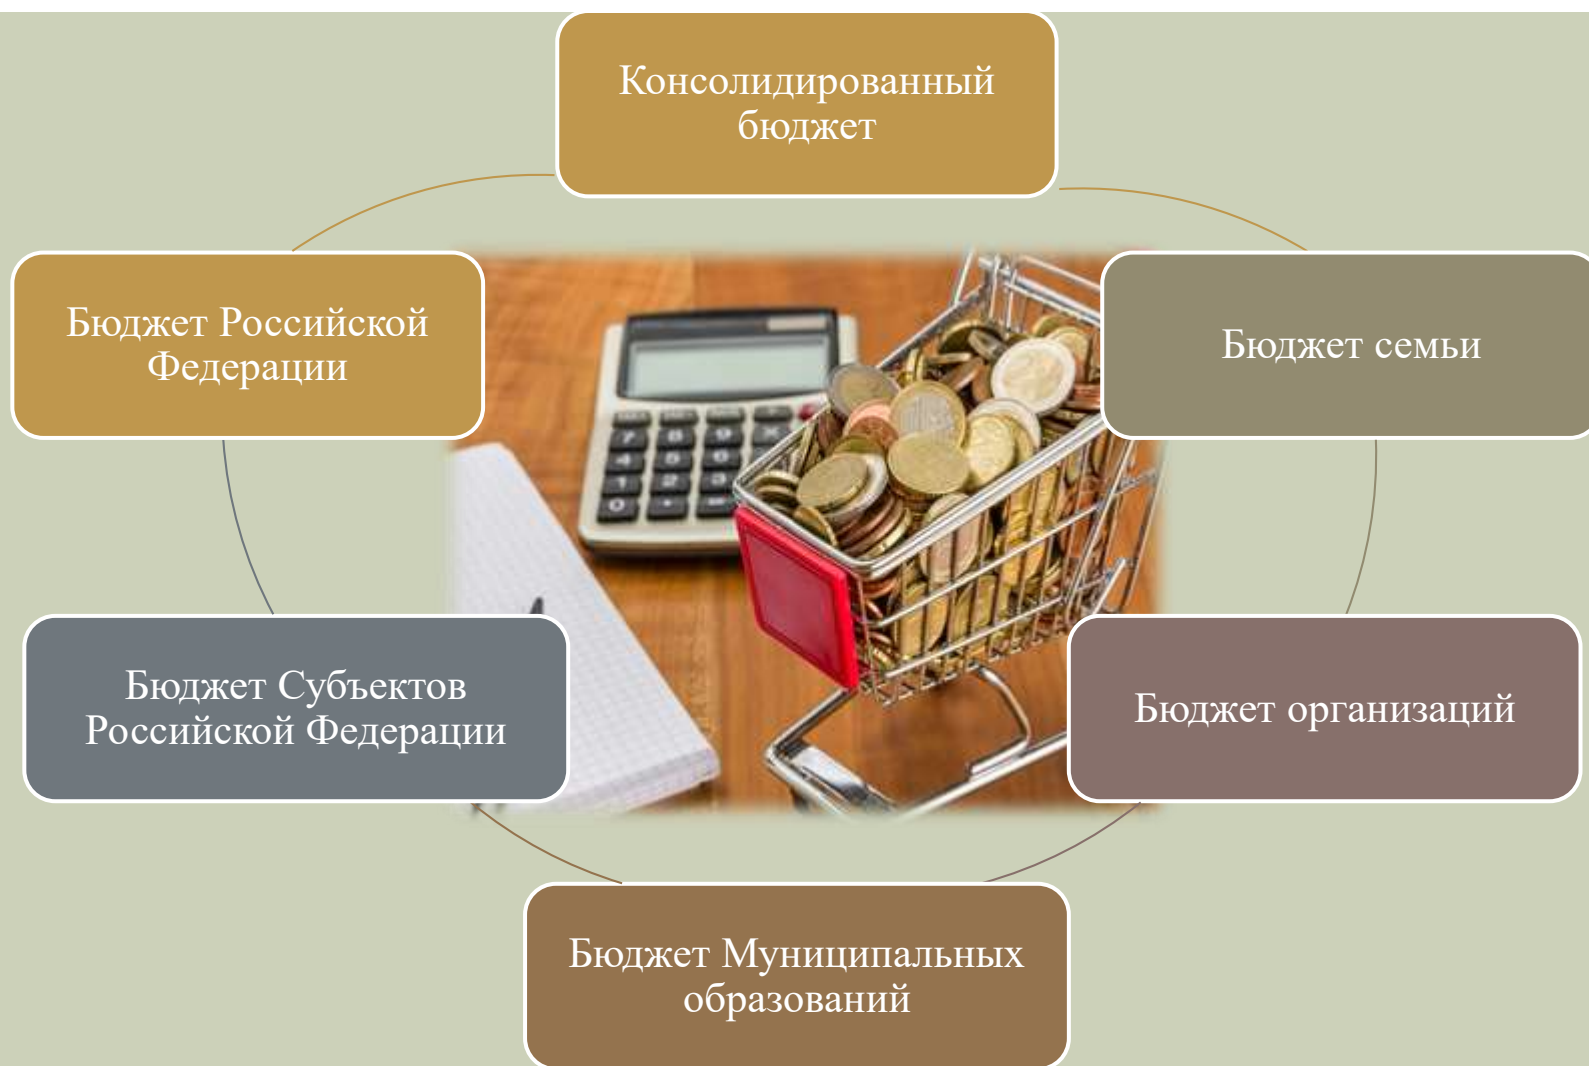 Консолидированный
бюджет
Бюджет Российской
Федерации
Бюджет семьи
Бюджет Субъектов
Российской Федерации
Бюджет организаций
Бюджет Муниципальных
образований